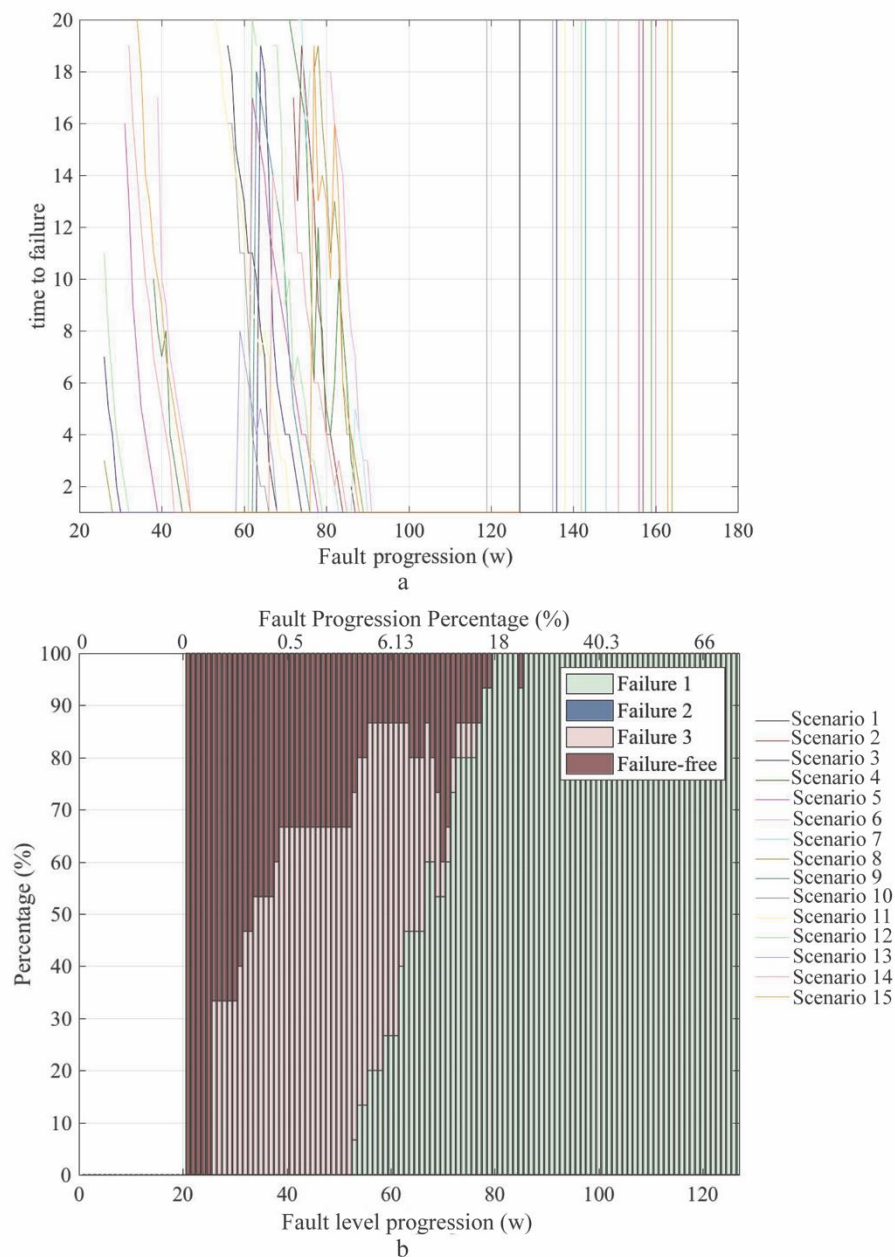 20
18
16
14
12
10
8
6
4
2
time to failure
20 40 60 80 100 120 140 160 180
Fault progression (w)
a
Fault Progression Percentage (%)
0 0 0.5 6.13 18 40.3 66
100
90
80
70
60
50
40
30
20
10
0
Percentage (%)
Failure 1
Failure 2
Failure 3
Failure-free
Scenario 1
Scenario 2
Scenario 3
Scenario 4
Scenario 5
Scenario 6
Scenario 7
Scenario 8
Scenario 9
Scenario 10
Scenario 11
Scenario 12
Scenario 13
Scenario 14
Scenario 15
0 20 40 60 80 100 120
Fault level progression (w)
b